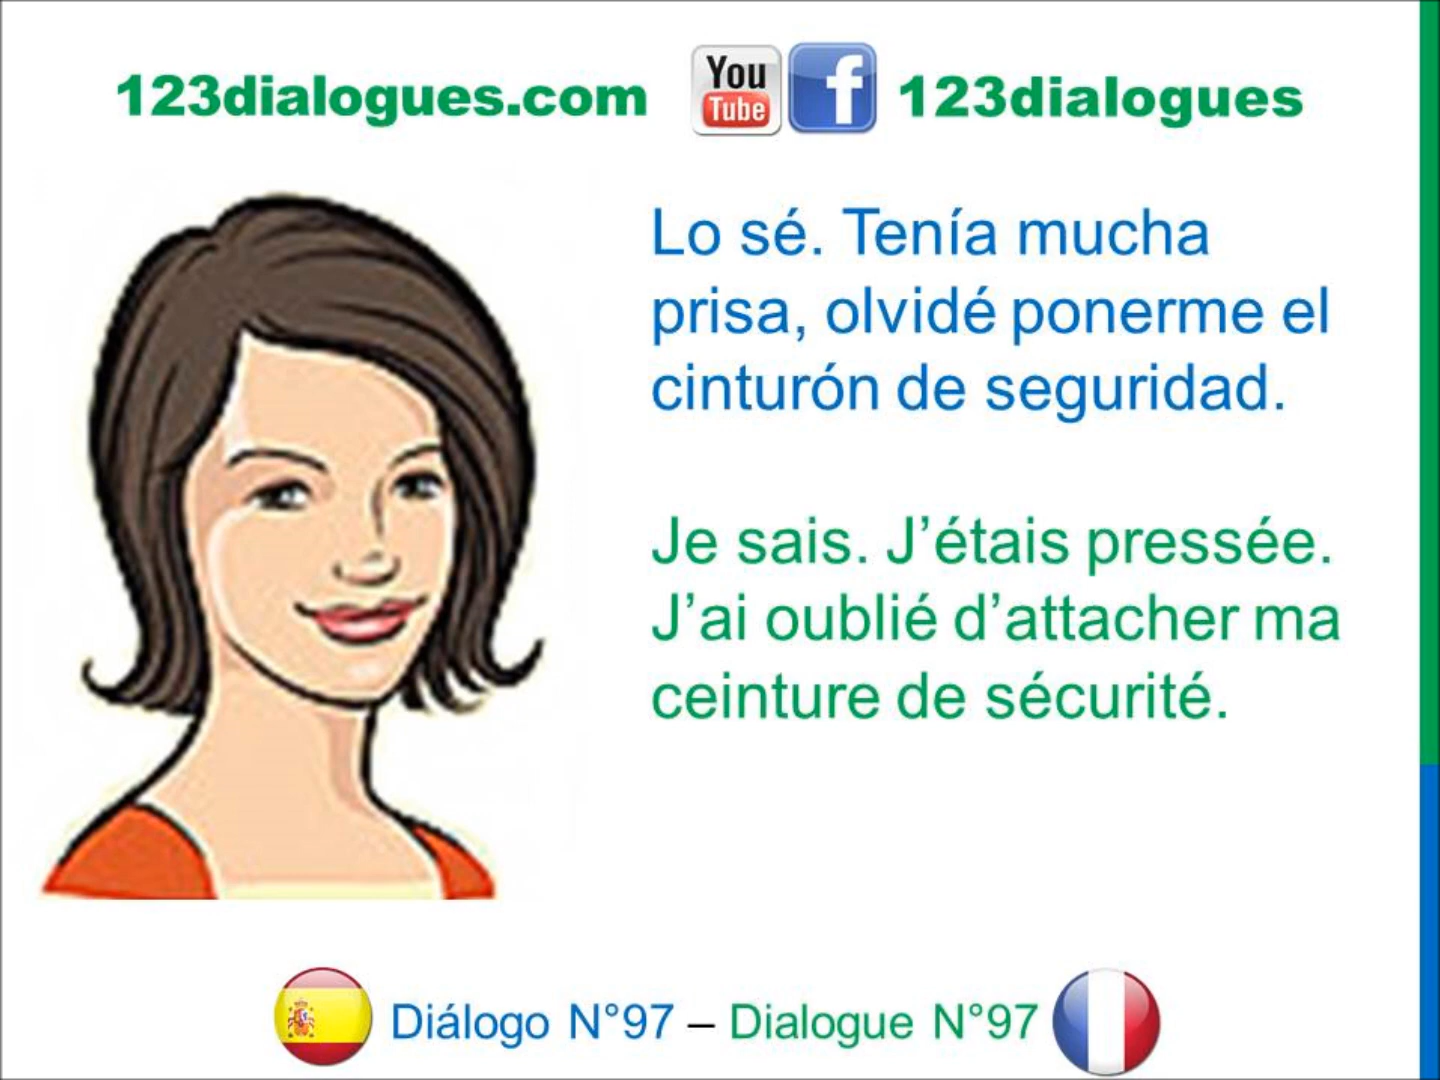 123dialogues.com
You
Tube
f
123dialogues
Lo sé. Tenía mucha
prisa, olvidé ponerme el
cinturón de seguridad.
Je sais. J’étais pressée.
J’ai oublié d’attacher ma
ceinture de sécurité.
Diálogo N°97 – Dialogue N°97